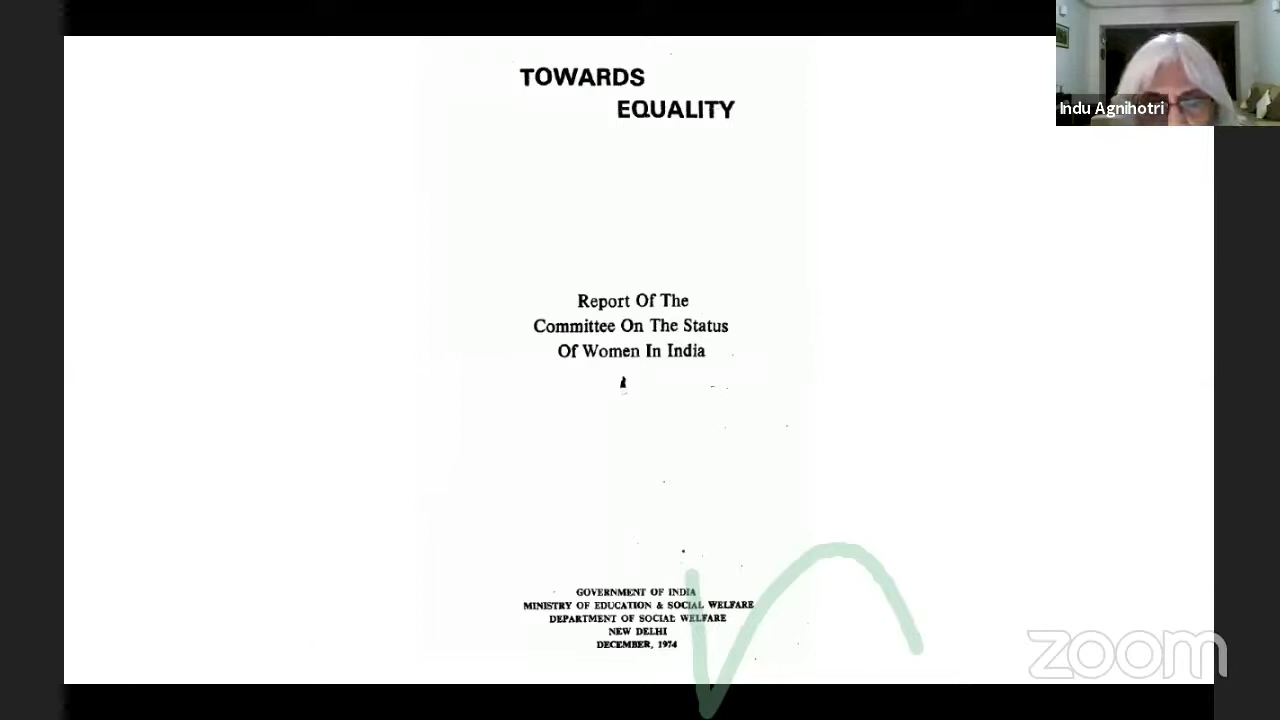 TOWARDS
EQUALITY
Report Of The
Committee On The Status
Of Women In India
GOVERNMENT OF INDIA
MINISTRY OF EDUCATION & SOCIAL WELFARE
DEPARTMENT OF SOCIAL WELFARE
NEW DELHI
DECEMBER, 1974
Indu Agnihotri
zoom